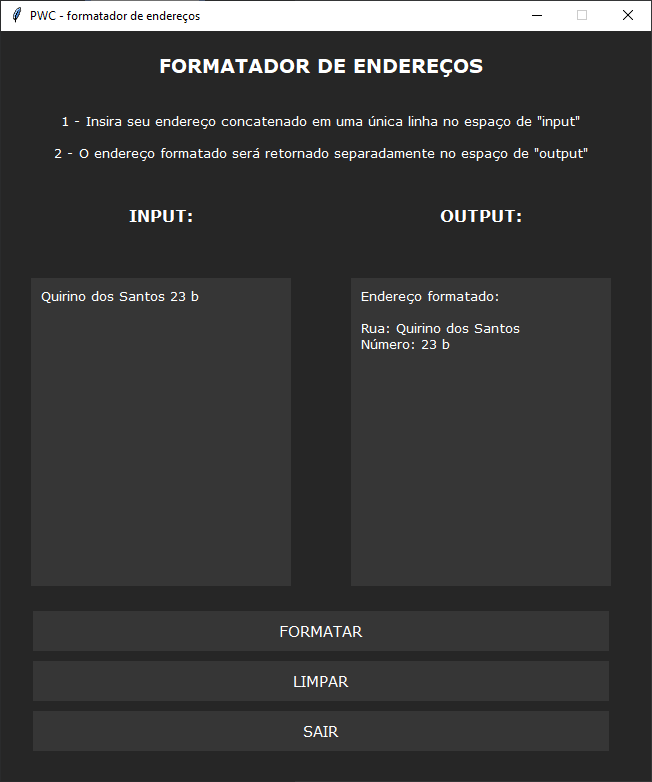 PWC - formatador de endereços
FORMATADOR DE ENDEREÇOS
1 - Insira seu endereço concatenado em uma única linha no espaço de "input"
2 - O endereço formatado será retornado separadamente no espaço de "output"
INPUT:
OUTPUT:
Quirino dos Santos 23 b
Endereço formatado:
Rua: Quirino dos Santos
Número: 23 b
FORMATAR
LIMPAR
SAIR